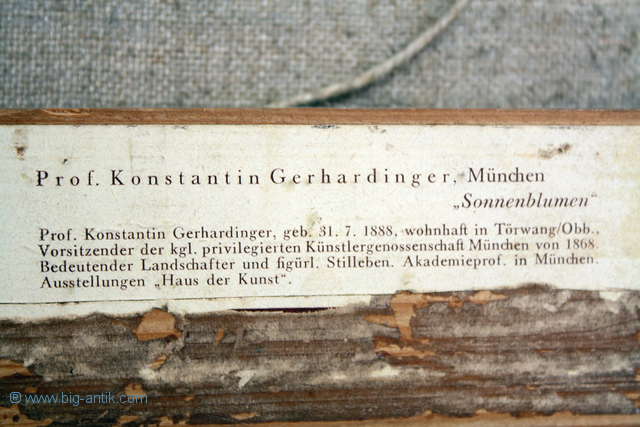 Prof. Konstantin Gerhardinger, München
„Sonnenblumen“
Prof. Konstantin Gerhardinger, geb. 31. 7. 1888, wohnhaft in Törwang/Obb.,
Vorsitzender der kgl. privilegierten Künstlergenossenschaft München von 1868.
Bedeutender Landschafter und figürl. Stilleben. Akademieprof. in München.
Ausstellungen „Haus der Kunst“.
® www.big-antik.com